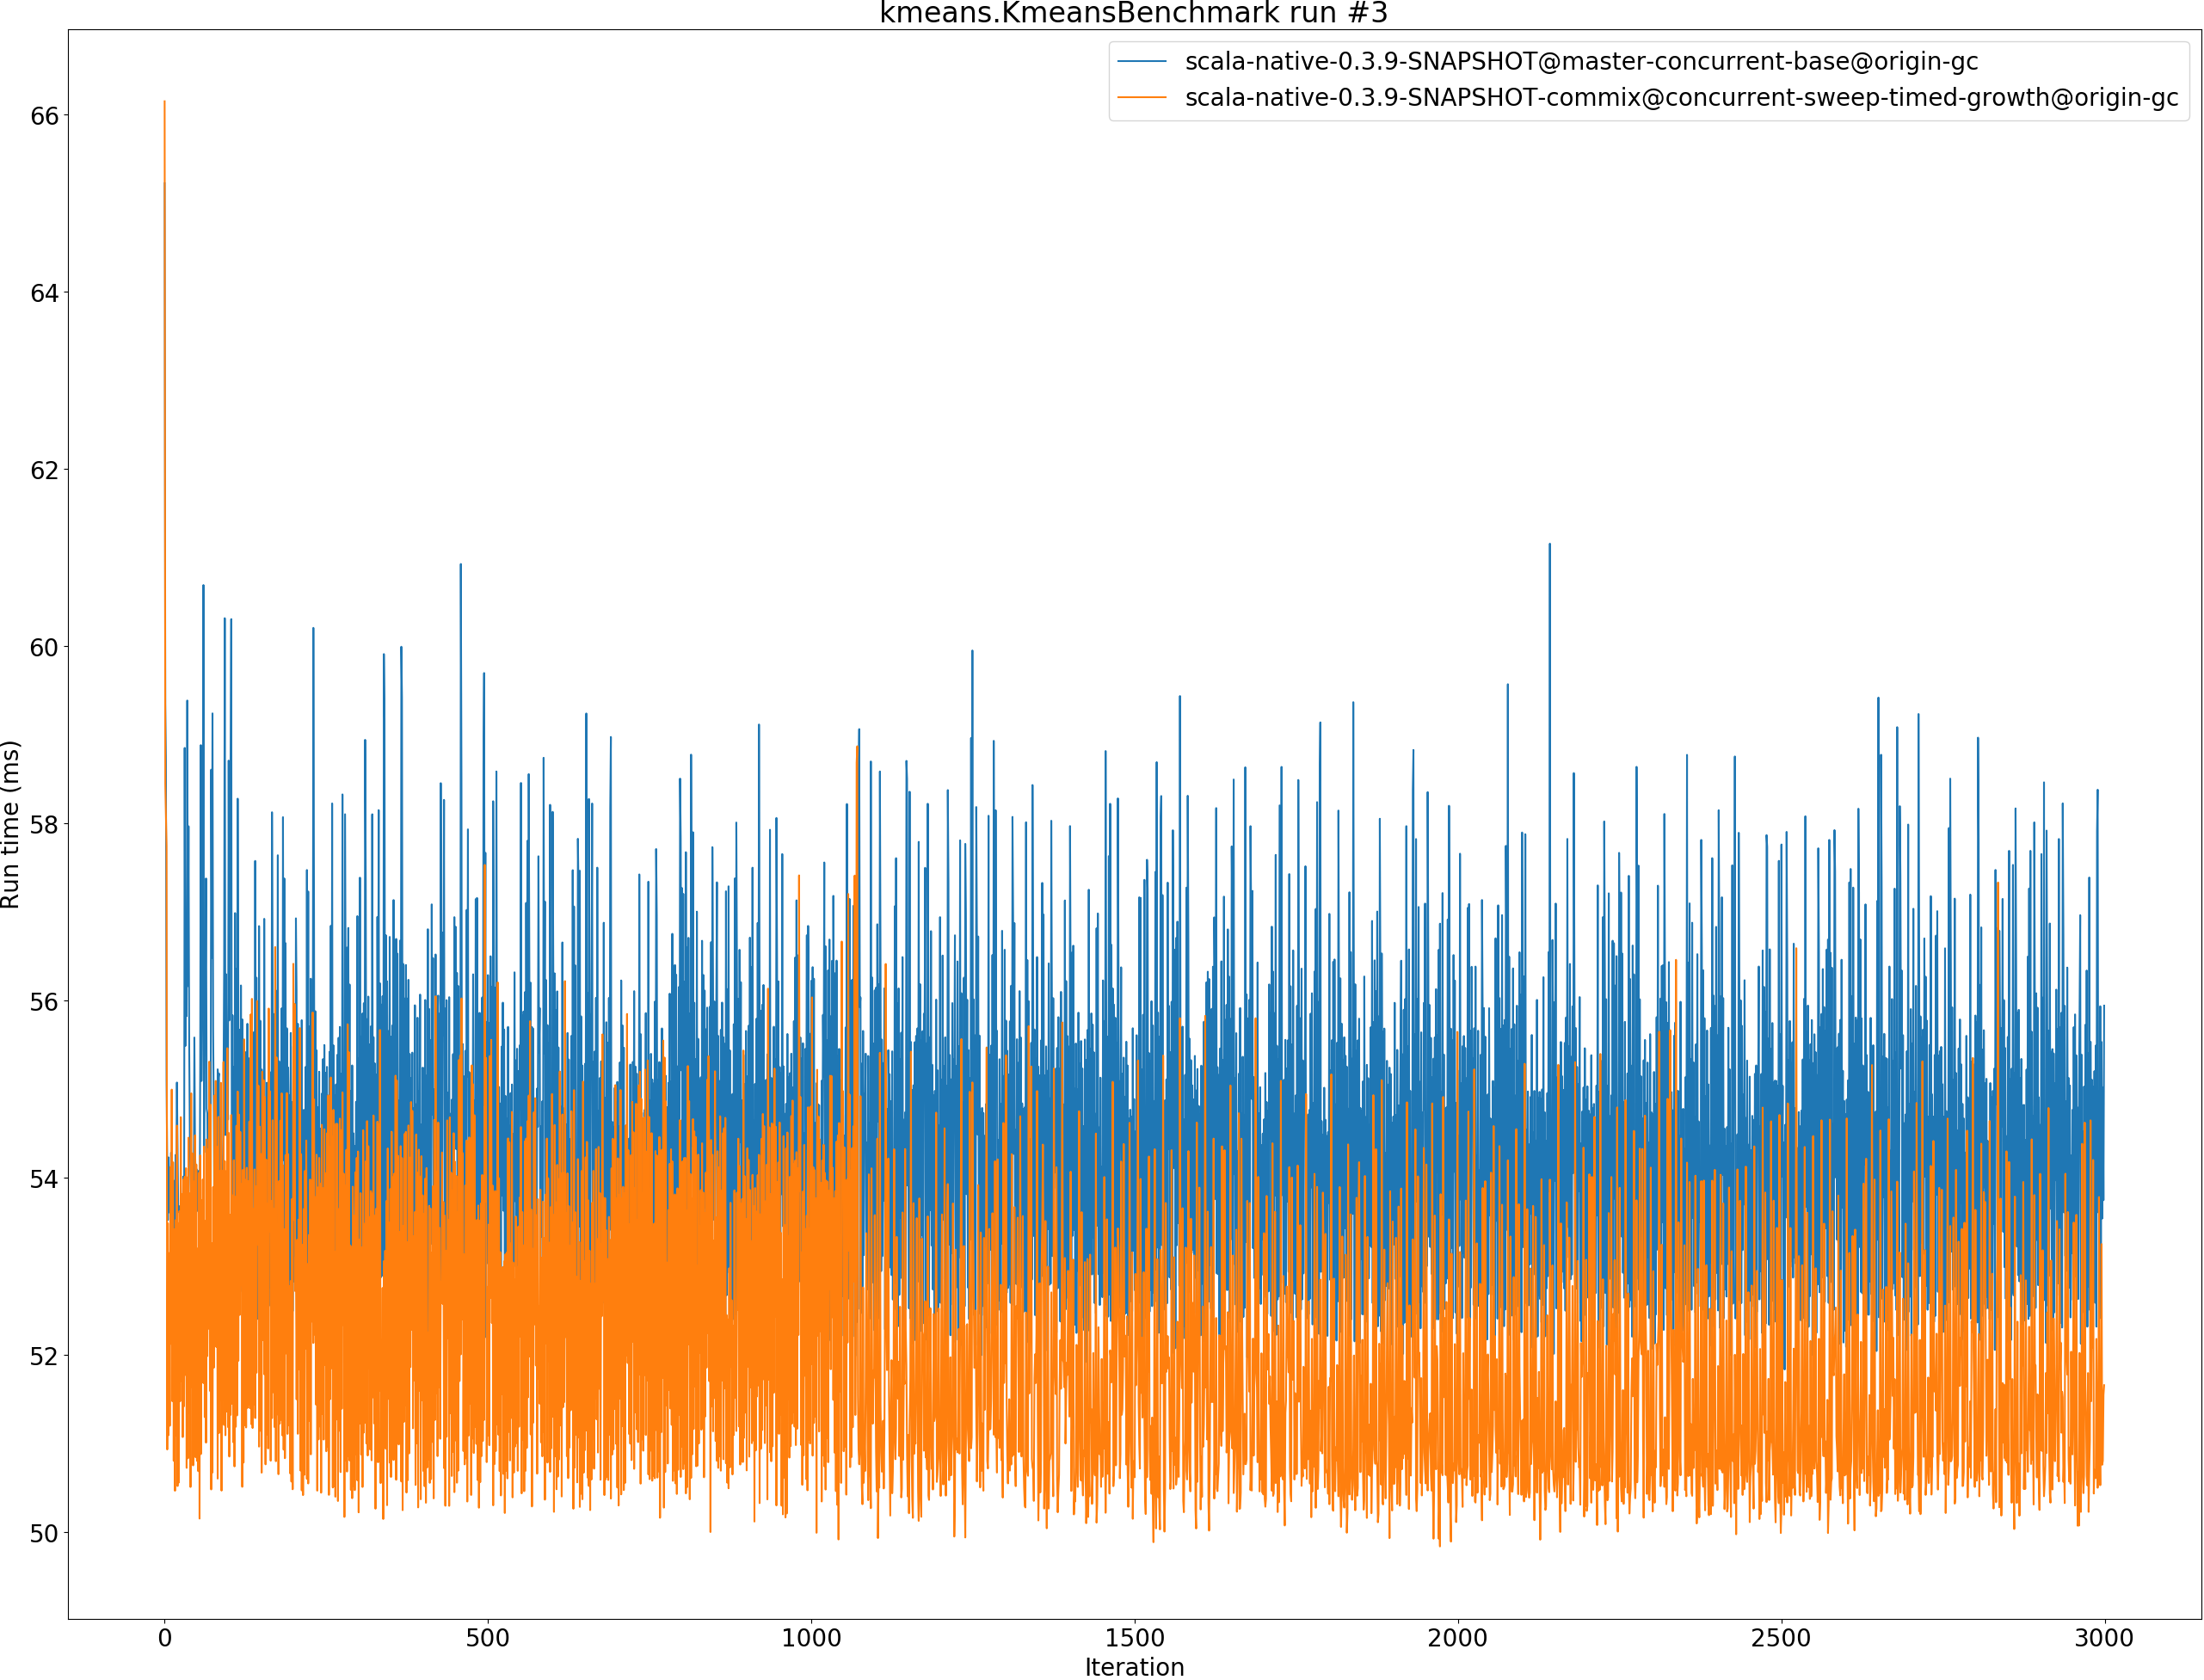 kmeans.KmeansBenchmark run #3
scala-native-0.3.9-SNAPSHOT@master-concurrent-base@origin-gc
scala-native-0.3.9-SNAPSHOT-commix@concurrent-sweep-timed-growth@origin-gc
66
64
62
60
58
56
54
52
50
Run time (ms)
0 500 1000 1500 2000 2500 3000
Iteration